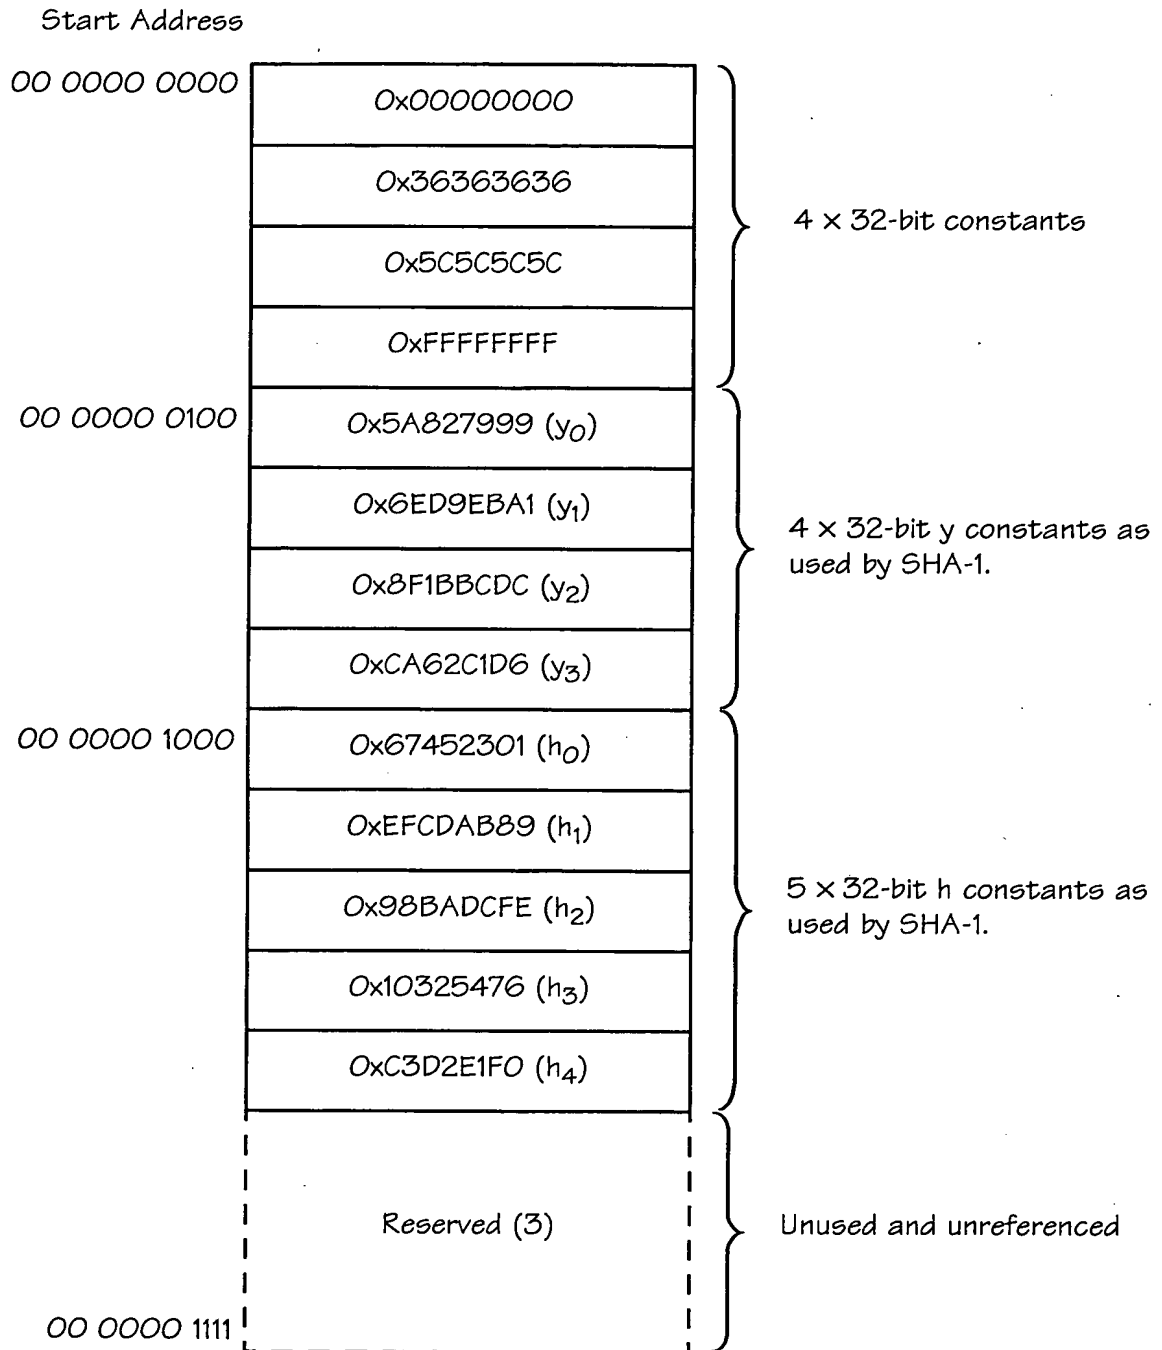 Start Address
00 0000 0000
0x00000000
0x36363636
0x5C5C5C5C
0xFFFFFFFF
4 × 32-bit constants
00 0000 0100
0x5A827999 (y0)
0x6ED9EBA1 (y1)
0x8F1BBCDC (y2)
0xCA62C1D6 (y3)
4 × 32-bit y constants as
used by SHA-1.
00 0000 1000
0x67452301 (h0)
0xEFCDAB89 (h1)
0x98BADCFE (h2)
0x10325476 (h3)
0xC3D2E1F0 (h4)
5 × 32-bit h constants as
used by SHA-1.
Reserved (3)
Unused and unreferenced
00 0000 1111